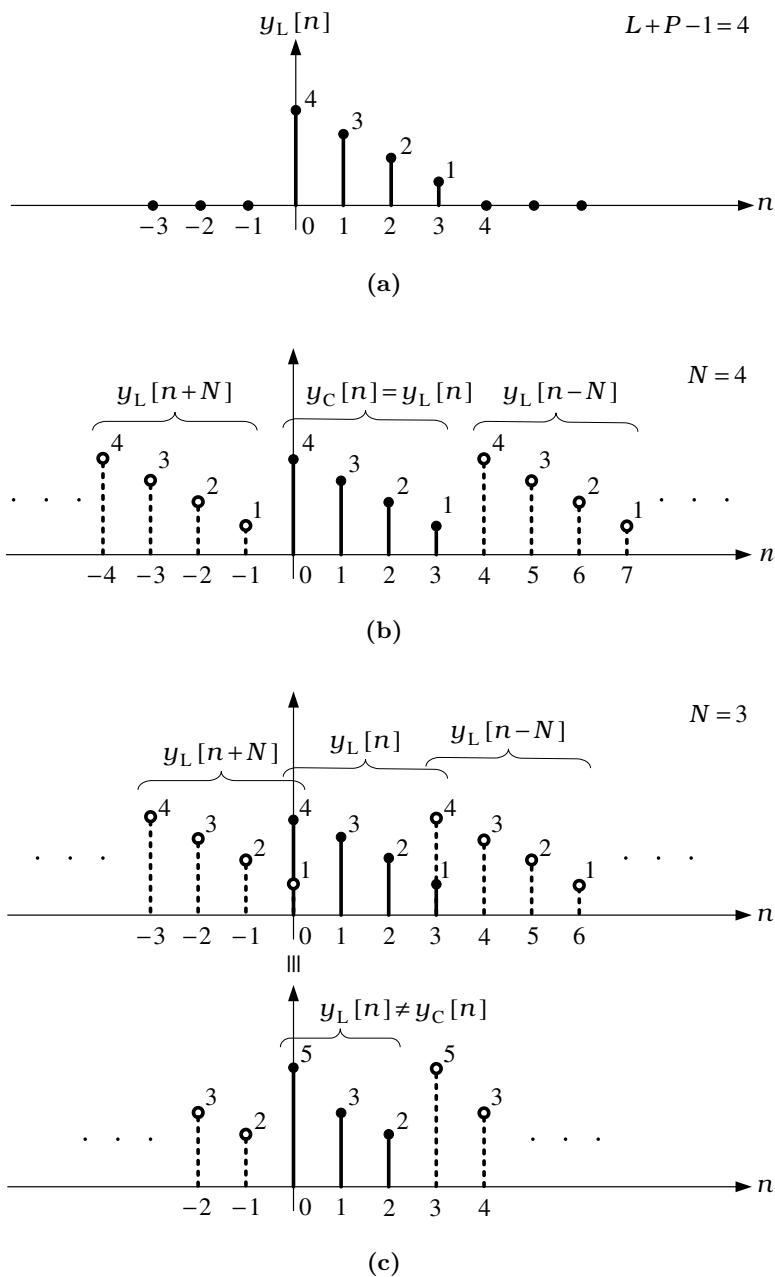 y_L[n]
L+P−1=4
4
3
2
1
n
−3 −2 −1 0 1 2 3 4
(a)
N=4
y_L[n+N] y_C[n]=y_L[n] y_L[n−N]
4 3 2 1 4 3 2 1 4 3 2 1
. . . . . .
n
−4 −3 −2 −1 0 1 2 3 4 5 6 7
(b)
N=3
y_L[n+N] y_L[n] y_L[n−N]
4 3 2 1 4 3 2 1 4 3 2 1
. . . . . .
n
−3 −2 −1 0 1 2 3 4 5 6
≡
y_L[n]≠y_C[n]
3 2 5 3 2 5 3
. . . . . .
n
−2 −1 0 1 2 3 4
(c)